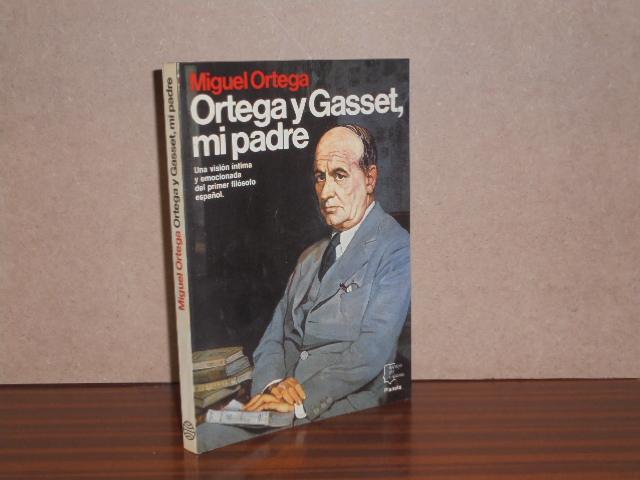 Miguel Ortega
Ortega y Gasset,
mi padre
Una visión íntima
y emocionada
del primer filósofo
español.
Planeta
Miguel Ortega Ortega y Gasset, mi padre